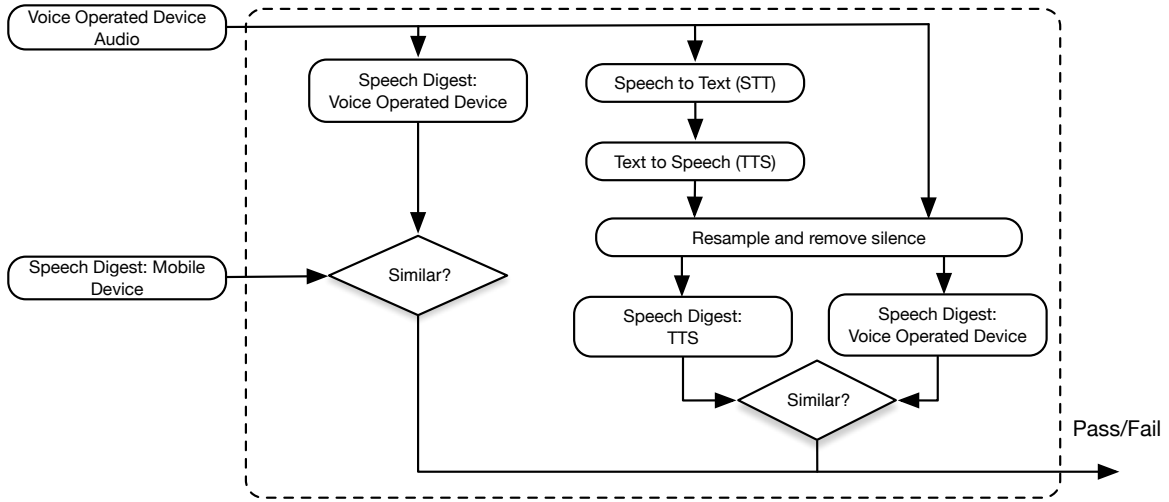 Voice Operated Device
Audio
Speech Digest:
Voice Operated Device
Speech to Text (STT)
Text to Speech (TTS)
Resample and remove silence
Speech Digest: Mobile
Device
Similar?
Speech Digest:
TTS
Speech Digest:
Voice Operated Device
Similar?
Pass/Fail